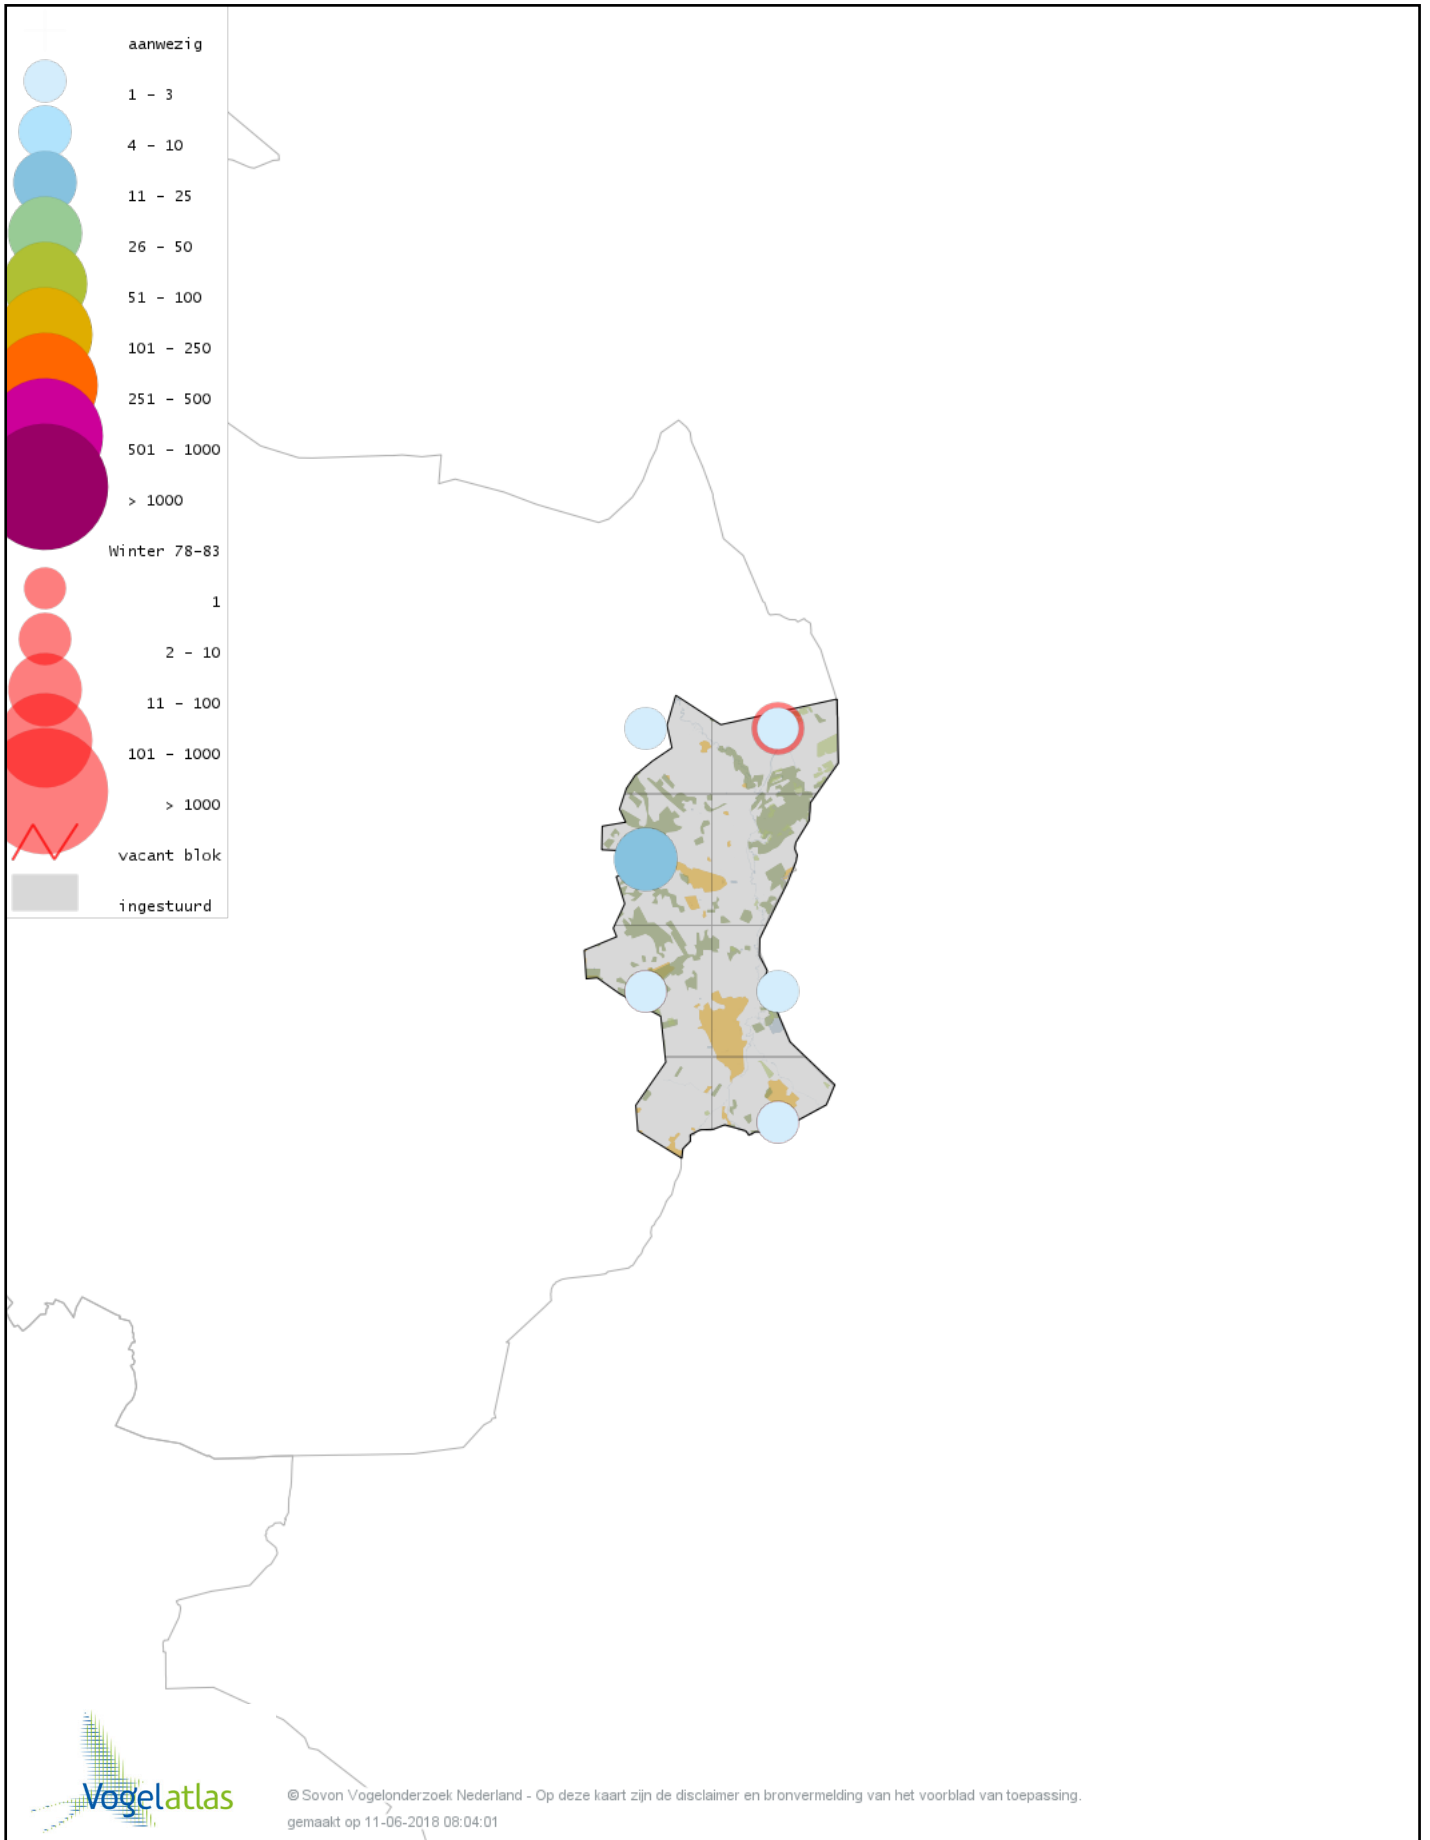 aanwezig
1 - 3
4 - 10
11 - 25
26 - 50
51 - 100
101 - 250
251 - 500
501 - 1000
> 1000
Winter 78-83
1
2 - 10
11 - 100
101 - 1000
> 1000
vacant blok
ingestuurd
Vogelatlas
© Sovon Vogelonderzoek Nederland - Op deze kaart zijn de disclaimer en bronvermelding van het voorblad van toepassing.
gemaakt op 11-06-2018 08:04:01